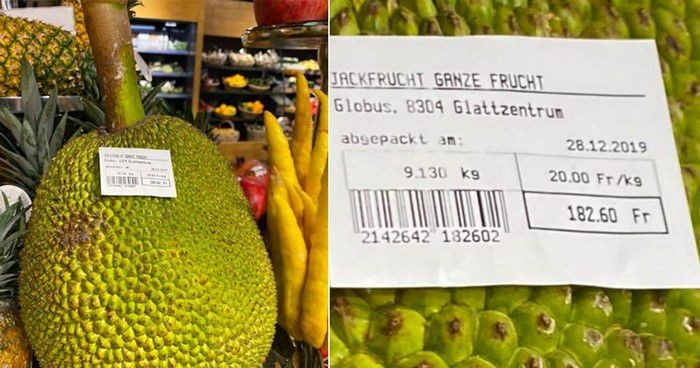 JACKFRUCHT GANZE FRUCHT
Globus, 8304 Glattzentrum
abgepackt am: 28.12.2019
9.130 kg 20.00 Fr/kg
182.60 Fr
2142642 182602